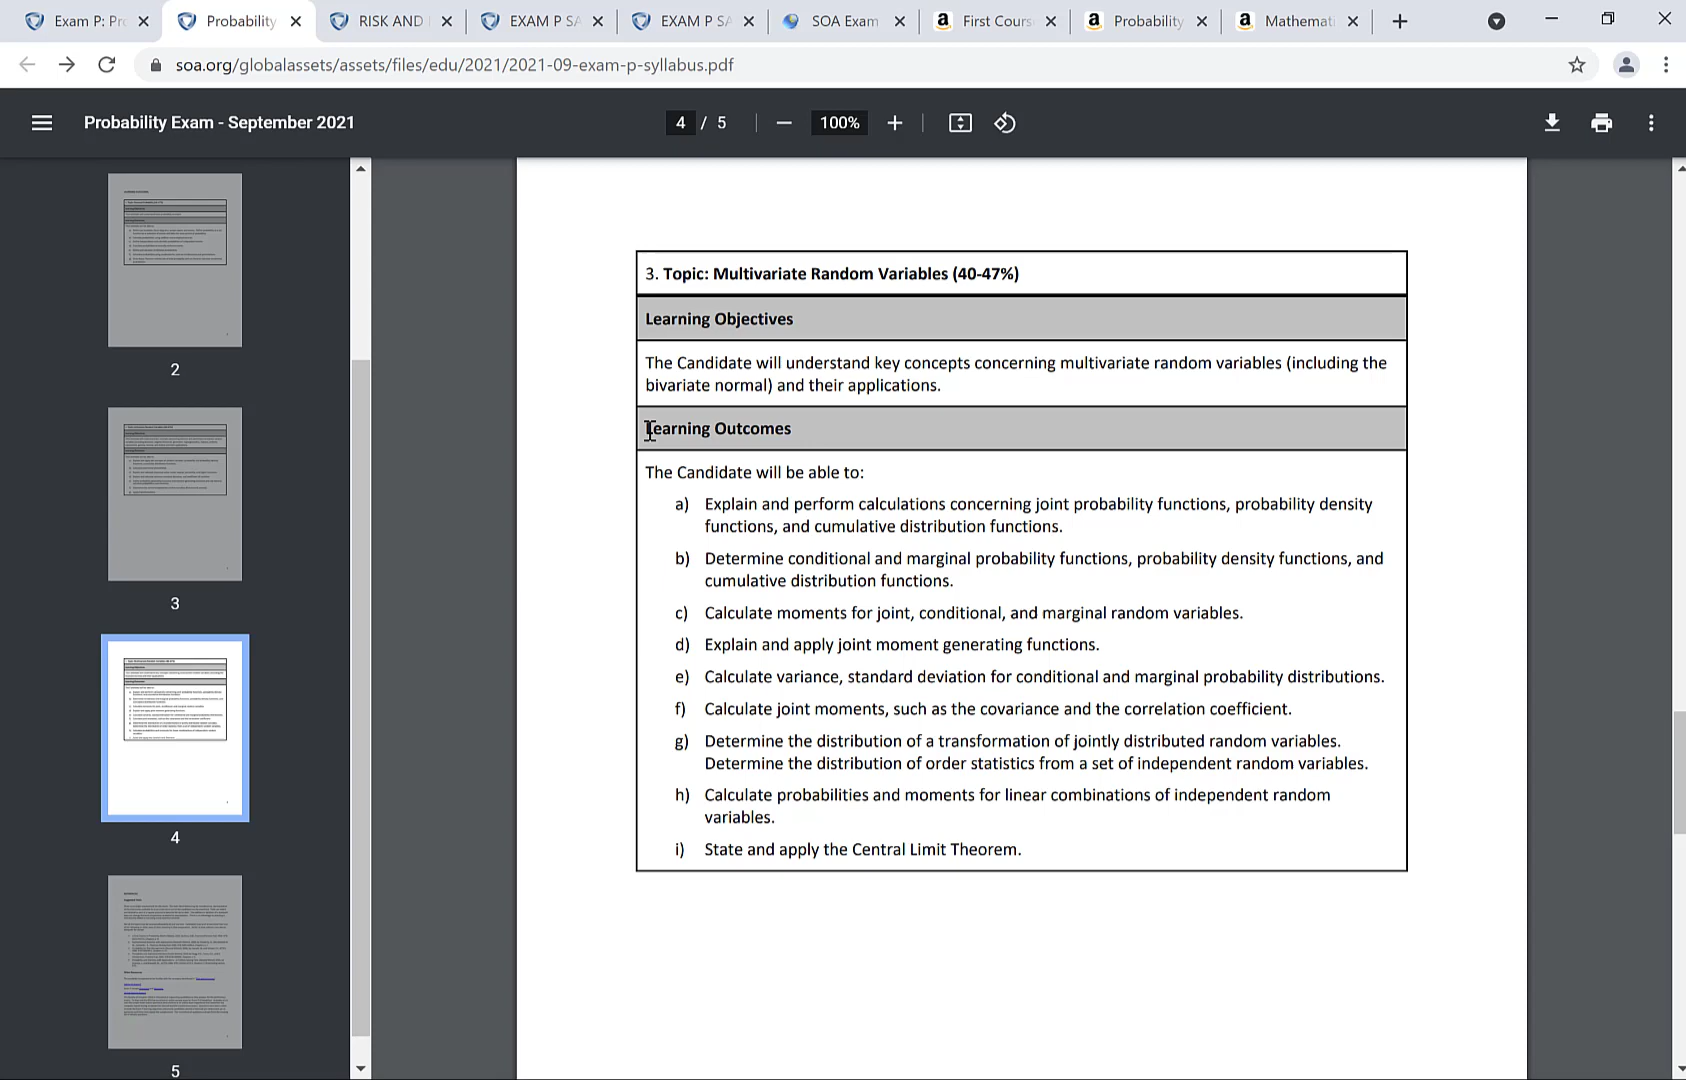 Exam P: Pro
Probability
RISK AND
EXAM P SA
EXAM P SA
SOA Exam
First Cours
Probability
Mathemati
soa.org/globalassets/assets/files/edu/2021/2021-09-exam-p-syllabus.pdf
Probability Exam - September 2021
4 / 5
100%
2
3
4
5
3. Topic: Multivariate Random Variables (40-47%)
Learning Objectives
The Candidate will understand key concepts concerning multivariate random variables (including the
bivariate normal) and their applications.
Learning Outcomes
The Candidate will be able to:
a) Explain and perform calculations concerning joint probability functions, probability density
functions, and cumulative distribution functions.
b) Determine conditional and marginal probability functions, probability density functions, and
cumulative distribution functions.
c) Calculate moments for joint, conditional, and marginal random variables.
d) Explain and apply joint moment generating functions.
e) Calculate variance, standard deviation for conditional and marginal probability distributions.
f) Calculate joint moments, such as the covariance and the correlation coefficient.
g) Determine the distribution of a transformation of jointly distributed random variables.
Determine the distribution of order statistics from a set of independent random variables.
h) Calculate probabilities and moments for linear combinations of independent random
variables.
i) State and apply the Central Limit Theorem.